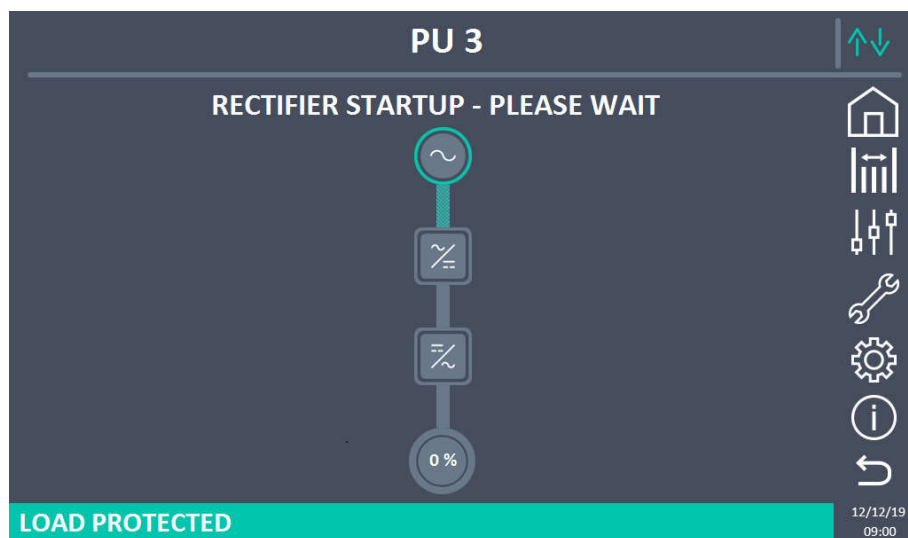 PU 3
RECTIFIER STARTUP - PLEASE WAIT
0 %
LOAD PROTECTED
12/12/19
09:00